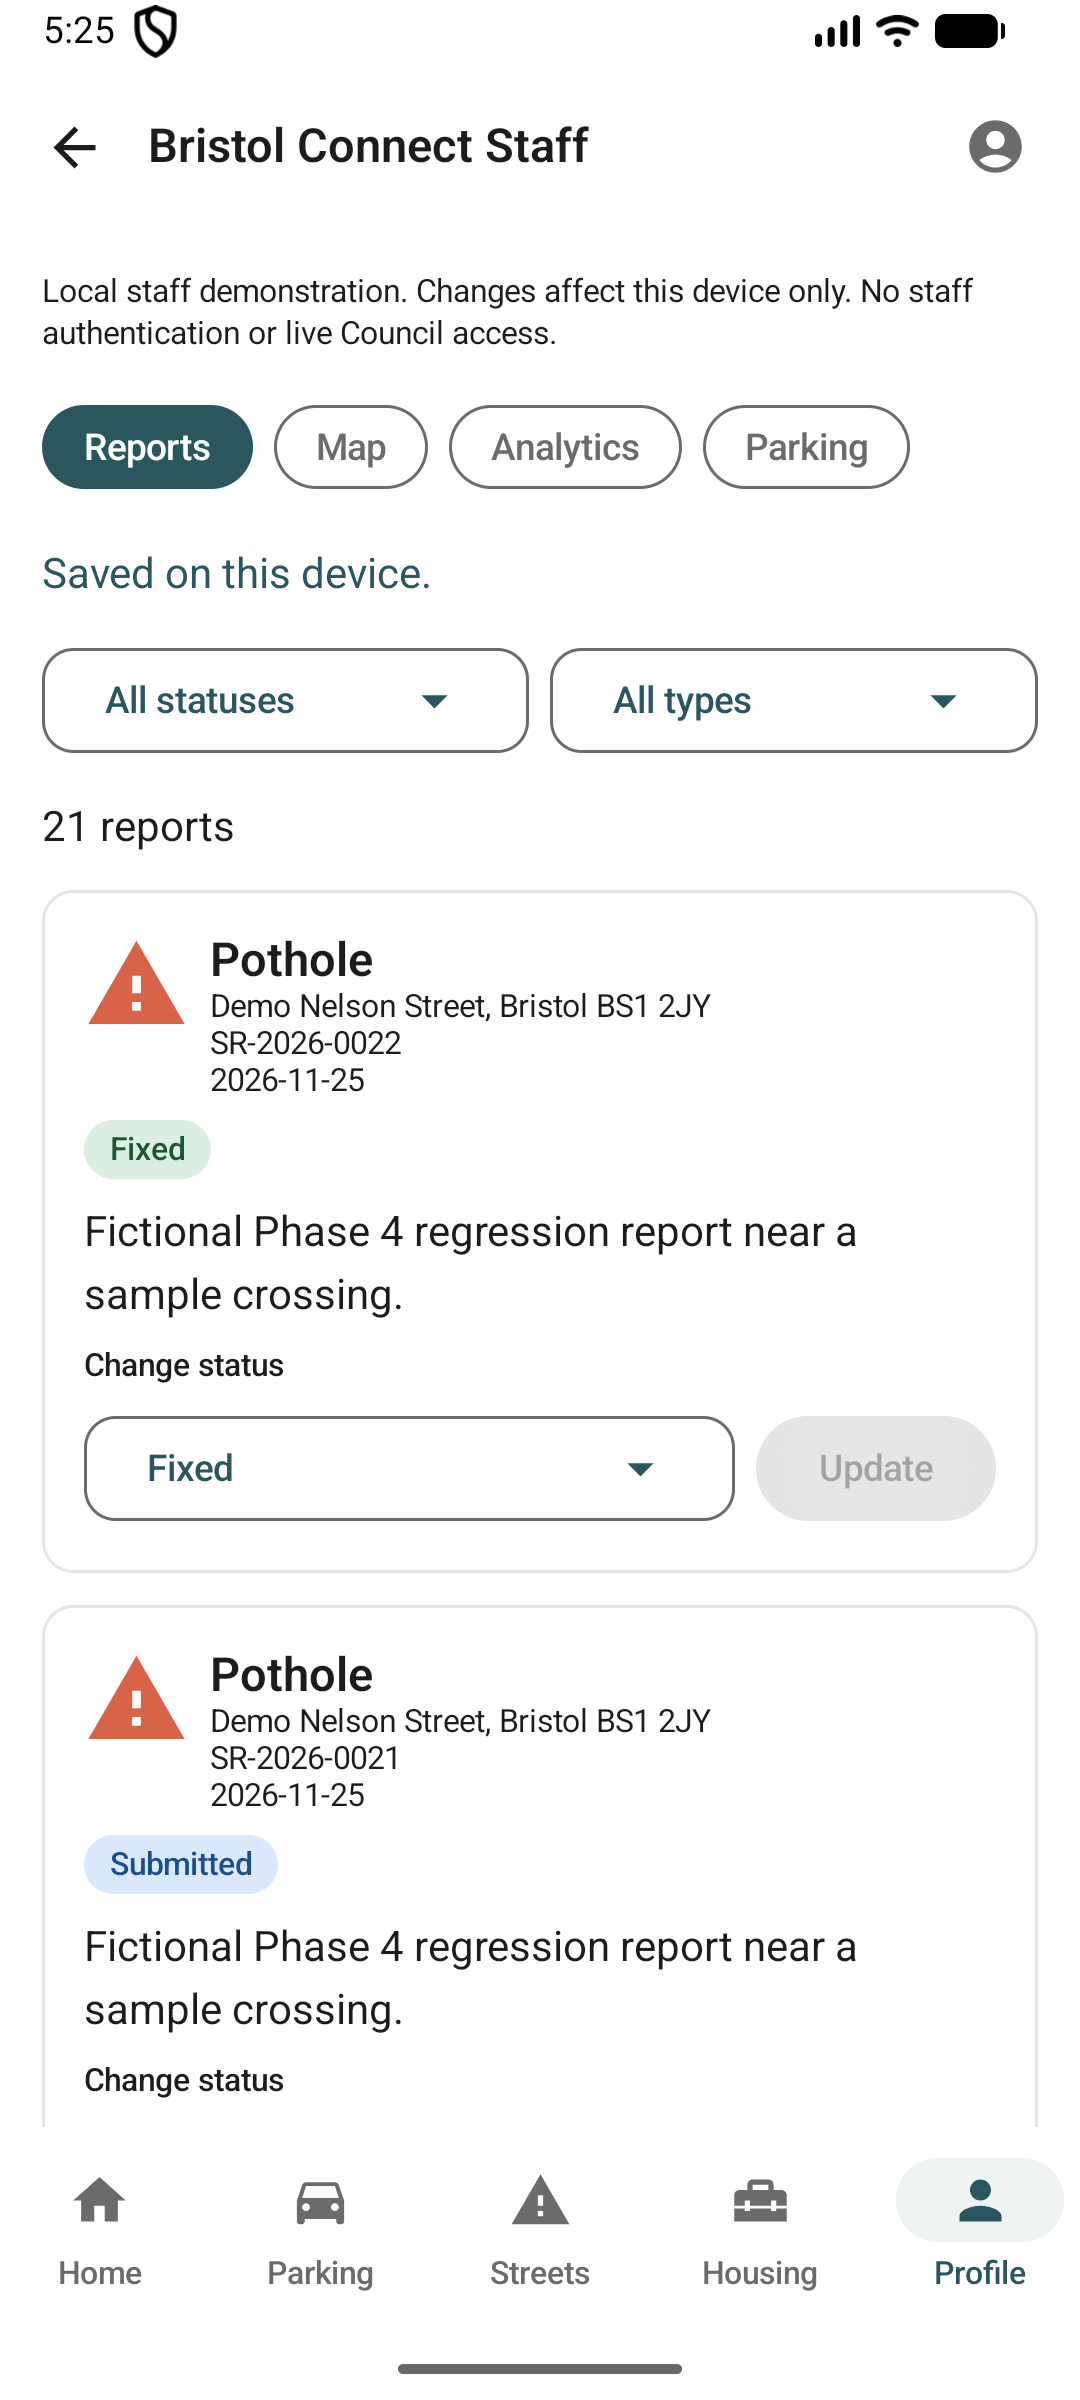 5:25
Bristol Connect Staff
Local staff demonstration. Changes affect this device only. No staff
authentication or live Council access.
Reports
Map
Analytics
Parking
Saved on this device.
All statuses
All types
21 reports
Pothole
Demo Nelson Street, Bristol BS1 2JY
SR-2026-0022
2026-11-25
Fixed
Fictional Phase 4 regression report near a
sample crossing.
Change status
Fixed
Update
Pothole
Demo Nelson Street, Bristol BS1 2JY
SR-2026-0021
2026-11-25
Submitted
Fictional Phase 4 regression report near a
sample crossing.
Change status
Home
Parking
Streets
Housing
Profile